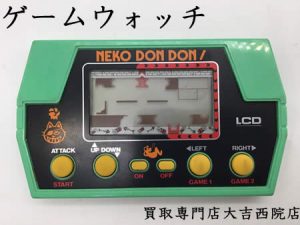 ゲームウォッチ
NEKO DON DON!
LCD
ATTACK
START
UP DOWN
ON
OFF
LEFT
GAME 1
RIGHT
GAME 2
買取専門店大吉西院店